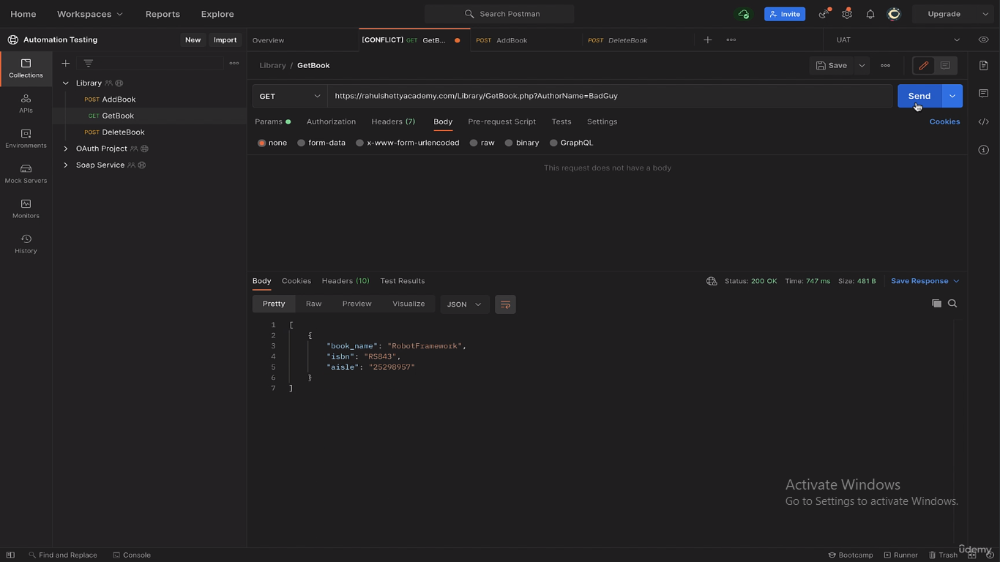 Home Workspaces Reports Explore Search Postman Invite Upgrade
Automation Testing New Import Overview [CONFLICT] GET GetB... POST AddBook POST DeleteBook UAT
Collections
APIs
Environments
Mock Servers
Monitors
History
Library
POST AddBook
GET GetBook
POST DeleteBook
OAuth Project
Soap Service
Library / GetBook Save
GET https://rahulshettyacademy.com/Library/GetBook.php?AuthorName=BadGuy Send
Params Authorization Headers (7) Body Pre-request Script Tests Settings Cookies
none form-data x-www-form-urlencoded raw binary GraphQL
This request does not have a body
Body Cookies Headers (10) Test Results Status: 200 OK Time: 747 ms Size: 481 B Save Response
Pretty Raw Preview Visualize JSON
1 [
2 {
3 "book_name": "RobotFramework",
4 "isbn": "RS843",
5 "aisle": "25298957"
6 }
7 ]
Activate Windows
Go to Settings to activate Windows.
Find and Replace Console Bootcamp Runner Trash
ûdemy